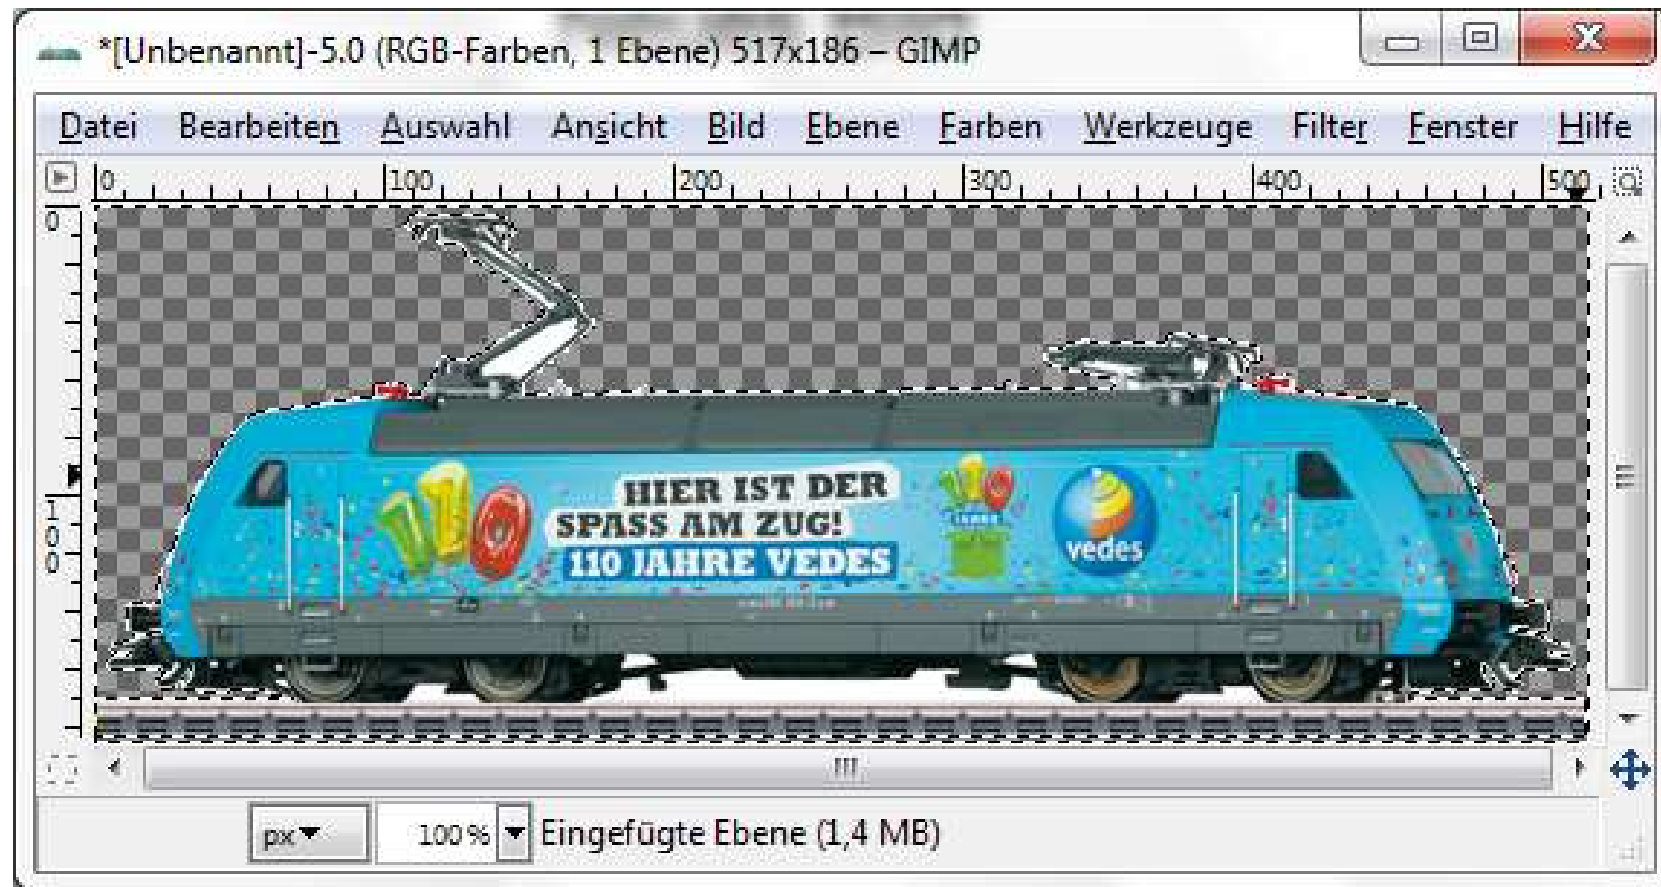 *[Unbenannt]-5.0 (RGB-Farben, 1 Ebene) 517x186 – GIMP
Datei Bearbeiten Auswahl Ansicht Bild Ebene Farben Werkzeuge Filter Fenster Hilfe
0 100 200 300 400 500
0
100
110
HIER IST DER
SPASS AM ZUG!
110 JAHRE VEDES
110
vedes
px 100% Eingefügte Ebene (1,4 MB)